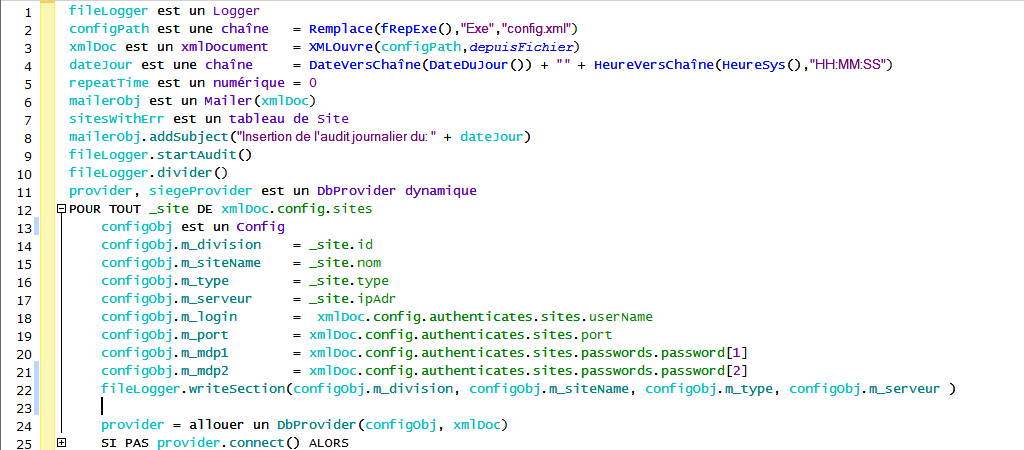 1 fileLogger est un Logger
2 configPath est une chaîne = Remplace(fRepExe(),"Exe","config.xml")
3 xmlDoc est un xmlDocument = XMLOuvre(configPath,depuisFichier)
4 dateJour est une chaîne = DateVersChaîne(DateDuJour()) + "" + HeureVersChaîne(HeureSys(),"HH:MM:SS")
5 repeatTime est un numérique = 0
6 mailerObj est un Mailer(xmlDoc)
7 sitesWithErr est un tableau de Site
8 mailerObj.addSubject("Insertion de l'audit journalier du: " + dateJour)
9 fileLogger.startAudit()
10 fileLogger.divider()
11 provider, siegeProvider est un DbProvider dynamique
12 POUR TOUT _site DE xmlDoc.config.sites
13 configObj est un Config
14 configObj.m_division = _site.id
15 configObj.m_siteName = _site.nom
16 configObj.m_type = _site.type
17 configObj.m_serveur = _site.ipAdr
18 configObj.m_login = xmlDoc.config.authenticates.sites.userName
19 configObj.m_port = xmlDoc.config.authenticates.sites.port
20 configObj.m_mdp1 = xmlDoc.config.authenticates.sites.passwords.password[1]
21 configObj.m_mdp2 = xmlDoc.config.authenticates.sites.passwords.password[2]
22 fileLogger.writeSection(configObj.m_division, configObj.m_siteName, configObj.m_type, configObj.m_serveur )
23
24 provider = allouer un DbProvider(configObj, xmlDoc)
25 SI PAS provider.connect() ALORS